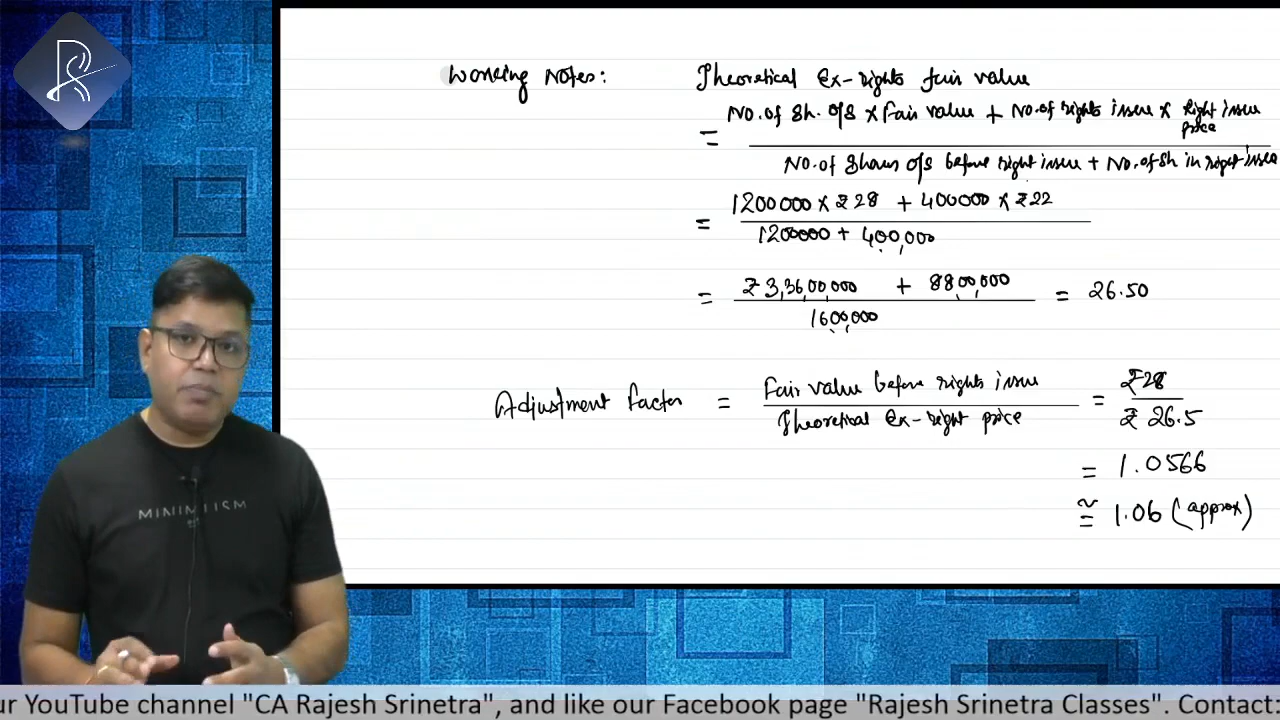 RS
Working Notes:
Theoretical Ex-rights fair value
= No. of Sh. o/s x Fair value + No. of rights issue x Right issue price
No. of Shares o/s before right issue + No. of Sh in right issue
= 1200000 x ₹28 + 400000 x ₹22
1200000 + 400,000
= ₹3,36,00,000 + 8800,000 = 26.50
1600,000
Adjustment factor = Fair value before rights issue = ₹28
Theoretical Ex-right price ₹ 26.5
= 1.0566
≅ 1.06 (approx)
MINIMLISM
ur YouTube channel "CA Rajesh Srinetra", and like our Facebook page "Rajesh Srinetra Classes". Contact: